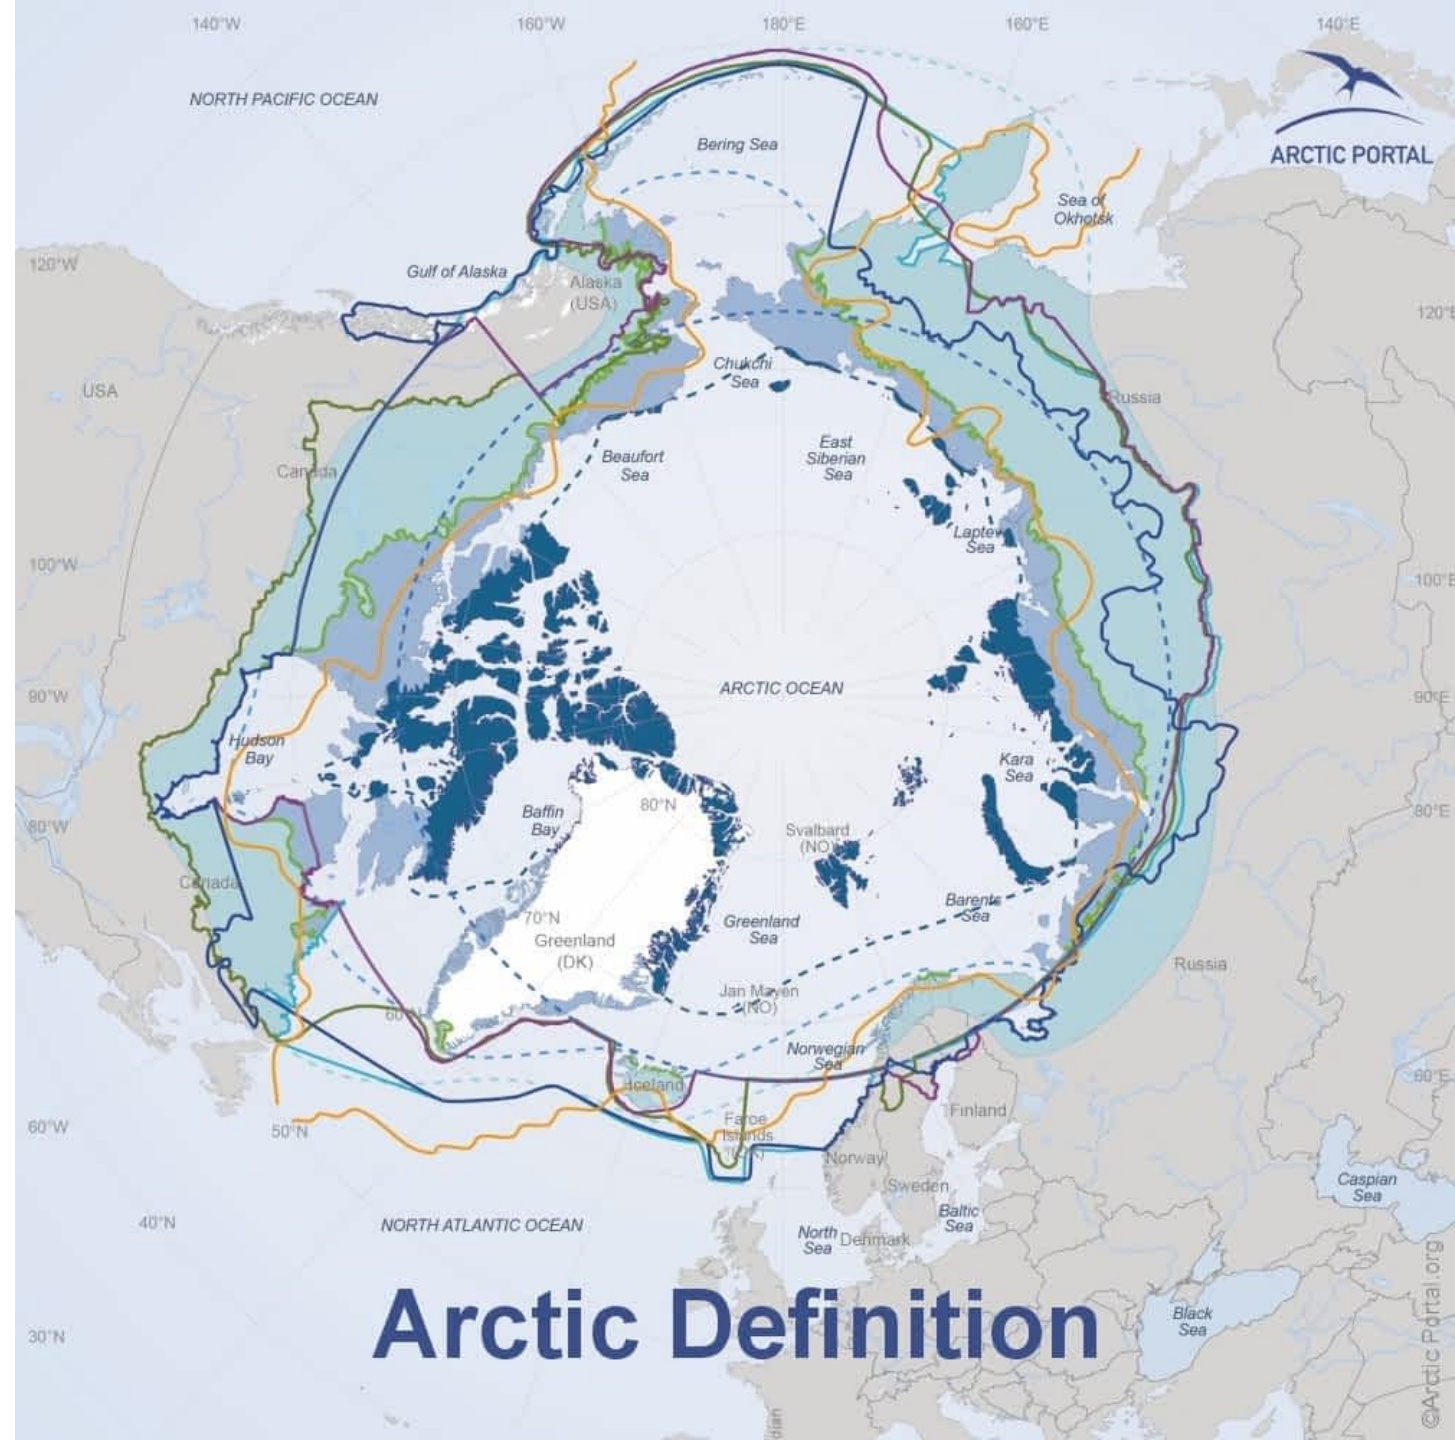 140°W
160°W
180°E
160°E
140°E
NORTH PACIFIC OCEAN
ARCTIC PORTAL
Bering Sea
Sea of
Okhotsk
120°W
Gulf of Alaska
Alaska
(USA)
120°E
USA
Chukchi
Sea
Russia
Canada
Beaufort
Sea
East
Siberian
Sea
Laptev
Sea
100°W
100°E
90°W
ARCTIC OCEAN
90°E
Hudson
Bay
Kara
Sea
80°W
Baffin
Bay
80°N
Svalbard
(NO)
80°E
Canada
70°N
Greenland
(DK)
Greenland
Sea
Barents
Sea
Russia
60°N
Jan Mayen
(NO)
Norwegian
Sea
Iceland
60°E
60°W
50°N
Faroe
Islands
(DK)
Finland
Norway
Sweden
Caspian
Sea
40°N
NORTH ATLANTIC OCEAN
North
Sea
Denmark
Baltic
Sea
Arctic Definition
Black
Sea
30°N
©Arctic Portal.org